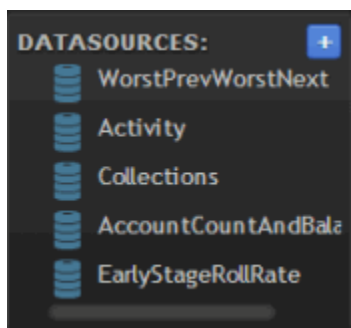 DATASOURCES: +
WorstPrevWorstNext
Activity
Collections
AccountCountAndBala
EarlyStageRollRate